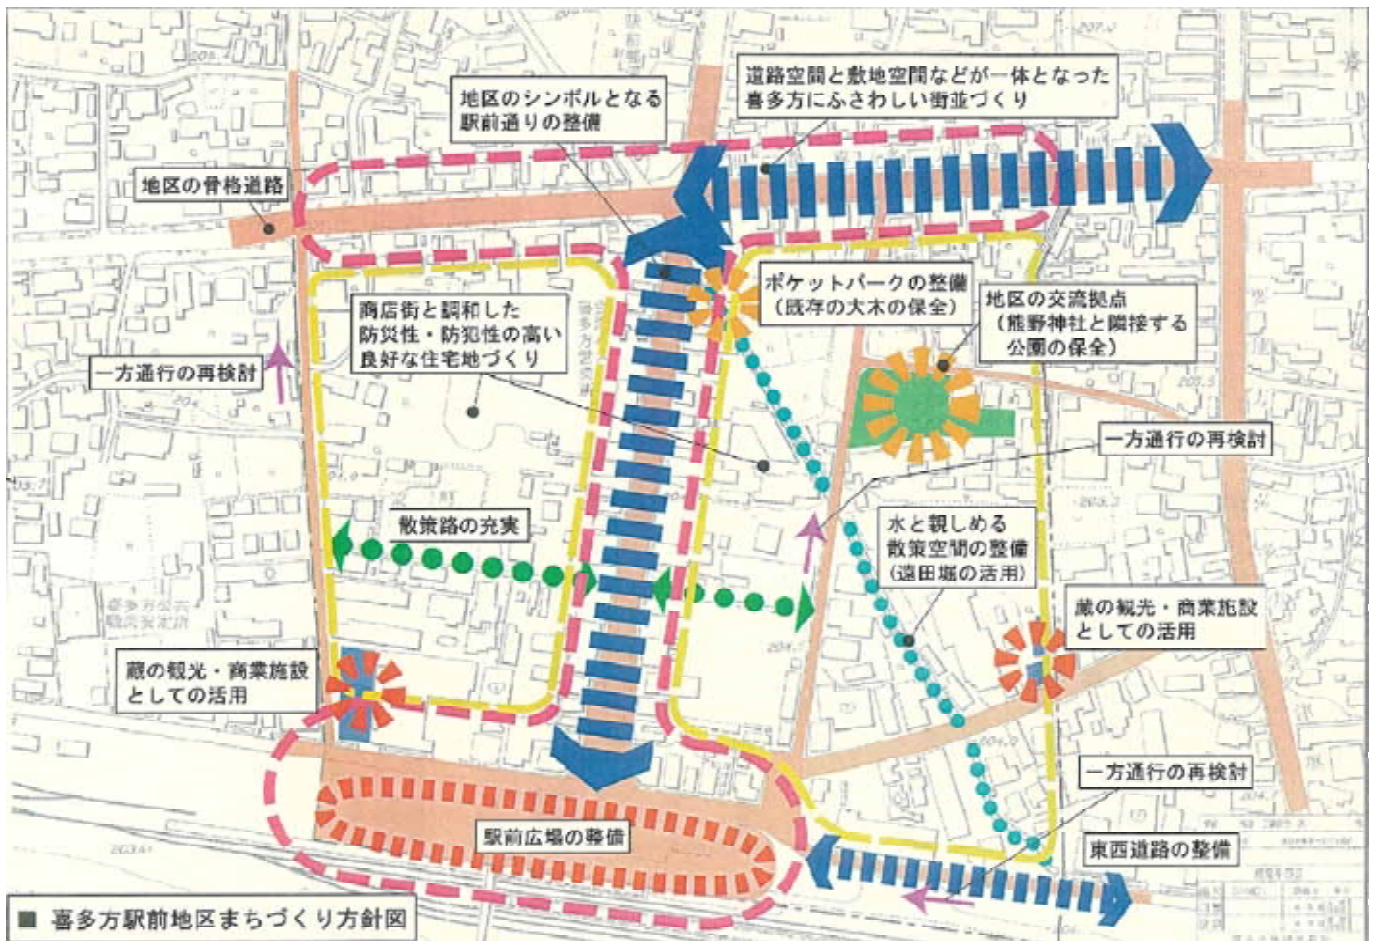 地区のシンボルとなる
駅前通りの整備
道路空間と敷地空間などが一体となった
喜多方にふさわしい街並づくり
地区の骨格道路
ポケットパークの整備
(既存の大木の保全)
地区の交流拠点
(熊野神社と隣接する
公園の保全)
商店街と調和した
防災性・防犯性の高い
良好な住宅地づくり
一方通行の再検討
一方通行の再検討
散策路の充実
水と親しめる
散策空間の整備
(遠田堀の活用)
蔵の観光・商業施設
としての活用
蔵の観光・商業施設
としての活用
一方通行の再検討
駅前広場の整備
東西道路の整備
■ 喜多方駅前地区まちづくり方針図